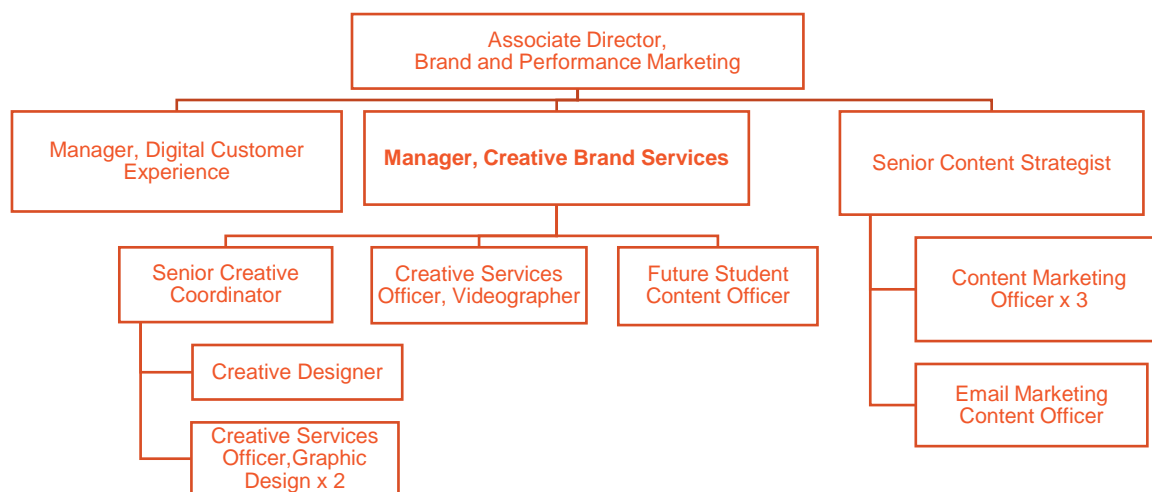 Associate Director,
Brand and Performance Marketing
Manager, Digital Customer
Experience
Manager, Creative Brand Services
Senior Content Strategist
Senior Creative
Coordinator
Creative Services
Officer, Videographer
Future Student
Content Officer
Content Marketing
Officer x 3
Creative Designer
Email Marketing
Content Officer
Creative Services
Officer,Graphic
Design x 2